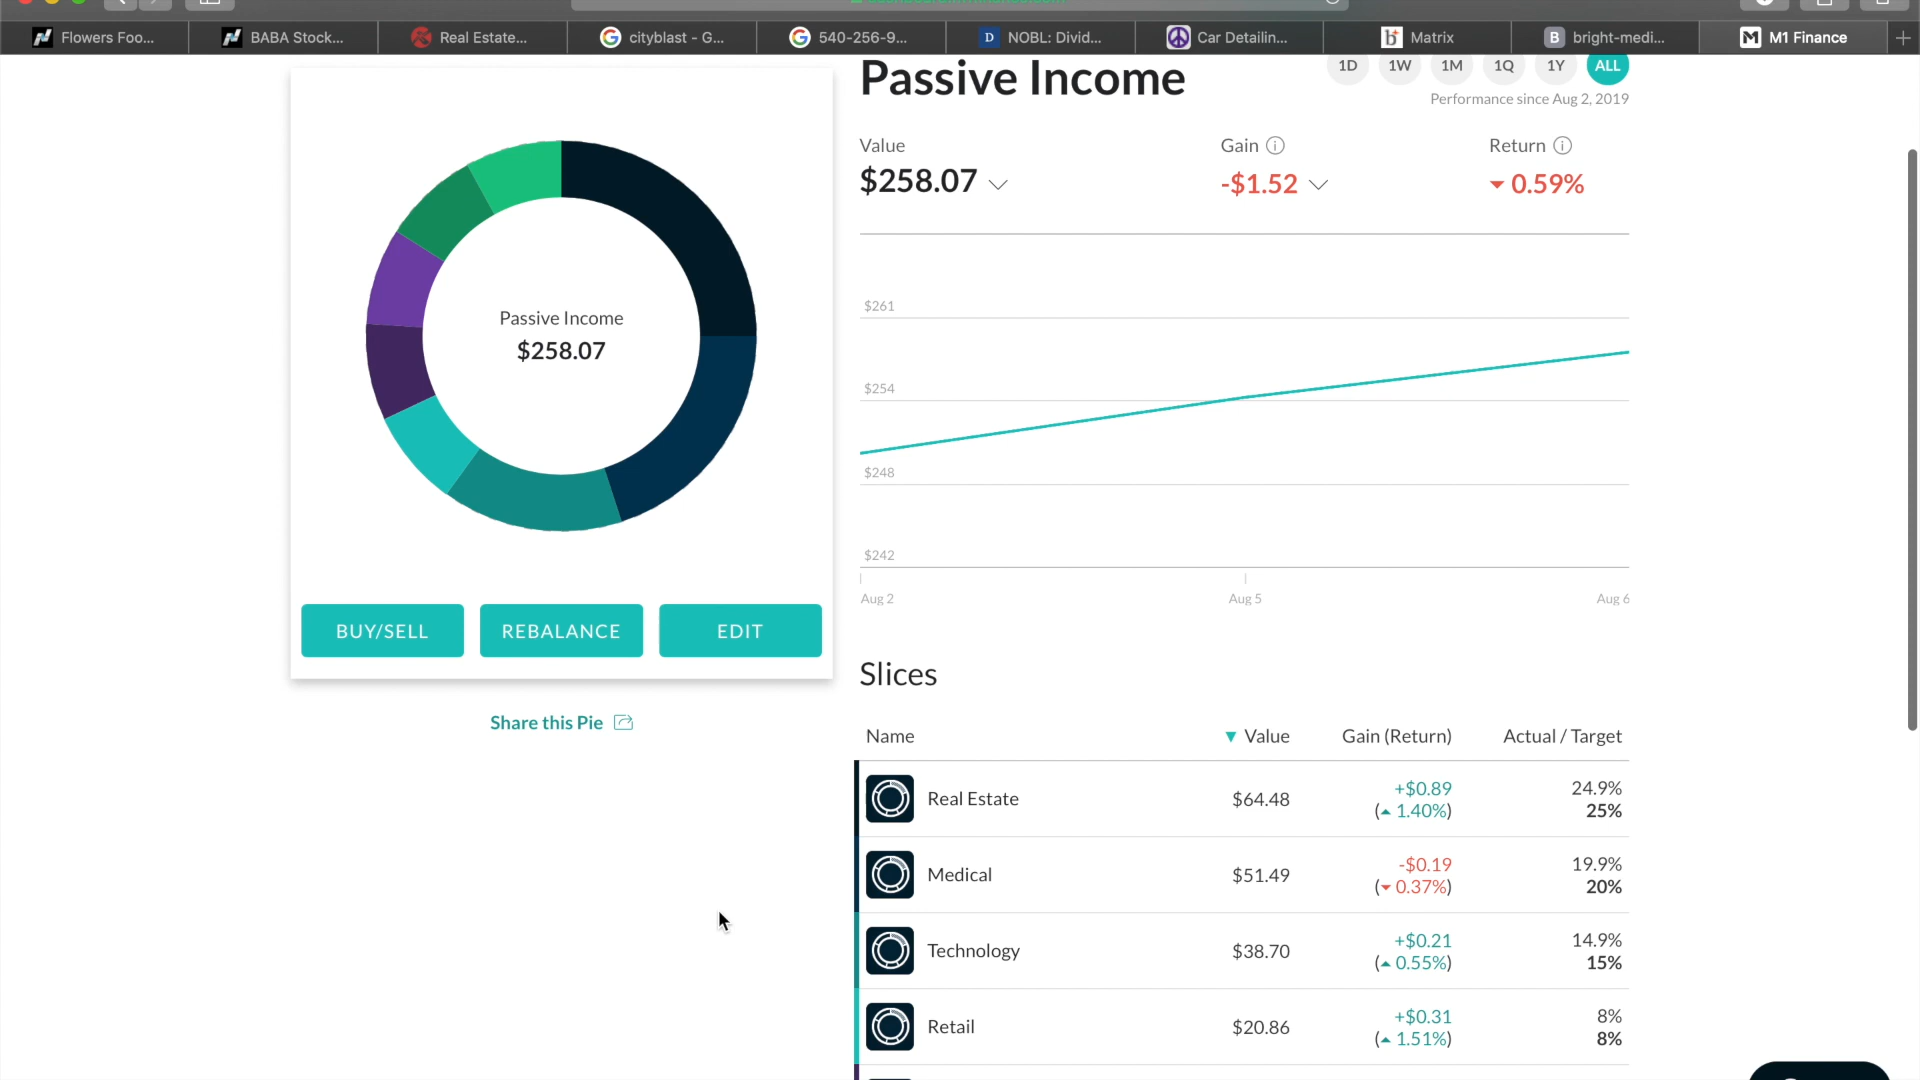 Flowers Foo...
BABA Stock...
Real Estate...
cityblast - G...
540-256-9...
NOBL: Divid...
Car Detailin...
Matrix
bright-medi...
M1 Finance
Passive Income
1D 1W 1M 1Q 1Y ALL
Performance since Aug 2, 2019
Value Gain Return
$258.07 -$1.52 0.59%
Passive Income
$258.07
$261
$254
$248
$242
Aug 2 Aug 5 Aug 6
BUY/SELL REBALANCE EDIT
Share this Pie
Slices
Name Value Gain (Return) Actual / Target
Real Estate $64.48 +$0.89 24.9%
(1.40%) 25%
Medical $51.49 -$0.19 19.9%
(0.37%) 20%
Technology $38.70 +$0.21 14.9%
(0.55%) 15%
Retail $20.86 +$0.31 8%
(1.51%) 8%